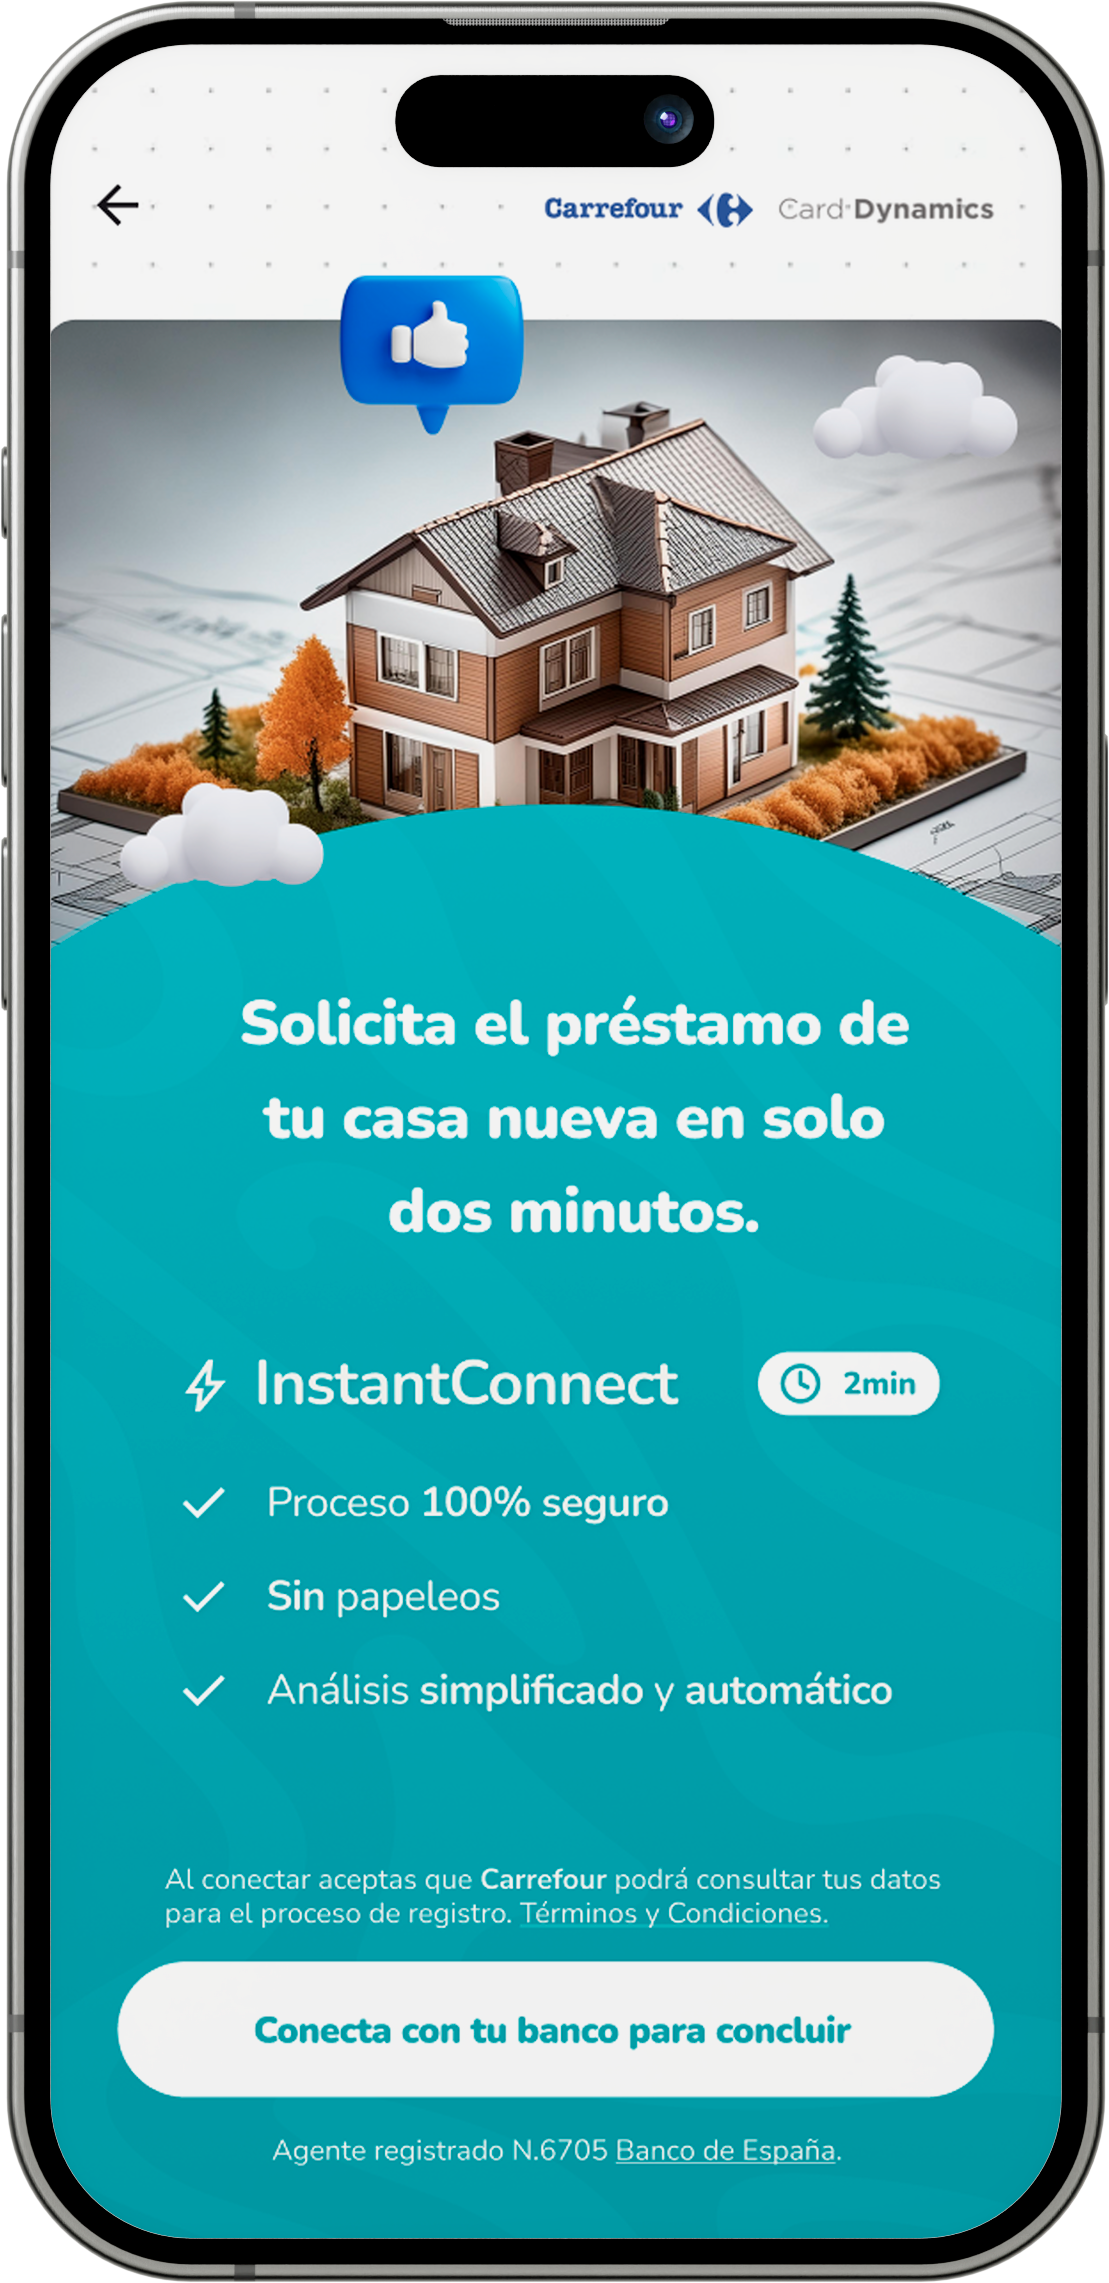 Carrefour Card Dynamics
Solicita el préstamo de
tu casa nueva en solo
dos minutos.
InstantConnect 2min
Proceso 100% seguro
Sin papeleos
Análisis simplificado y automático
Al conectar aceptas que Carrefour podrá consultar tus datos
para el proceso de registro. Términos y Condiciones.
Conecta con tu banco para concluir
Agente registrado N.6705 Banco de España.